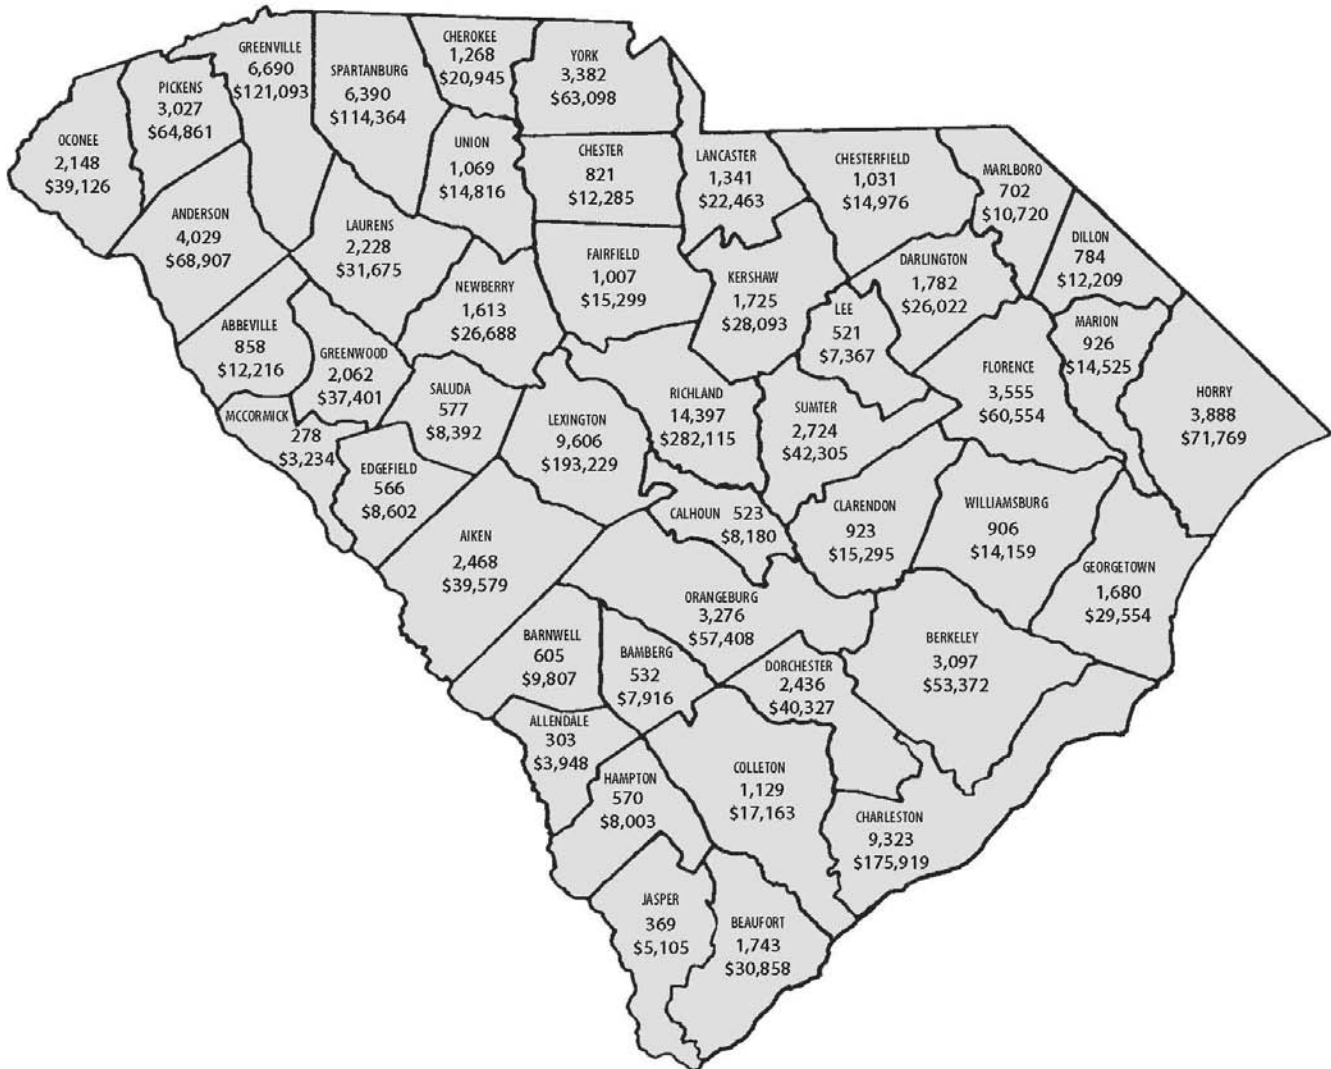 GREENVILLE
6,690
$121,093
CHEROKEE
1,268
$20,945
YORK
3,382
$63,098
SPARTANBURG
6,390
$114,364
PICKENS
3,027
$64,861
OCONEE
2,148
$39,126
UNION
1,069
$14,816
CHESTER
821
$12,285
LANCASTER
1,341
$22,463
CHESTERFIELD
1,031
$14,976
MARLBORO
702
$10,720
DILLON
784
$12,209
ANDERSON
4,029
$68,907
LAURENS
2,228
$31,675
NEWBERRY
1,613
$26,688
FAIRFIELD
1,007
$15,299
KERSHAW
1,725
$28,093
DARLINGTON
1,782
$26,022
LEE
521
$7,367
MARION
926
$14,525
ABBEVILLE
858
$12,216
GREENWOOD
2,062
$37,401
SALUDA
577
$8,392
LEXINGTON
9,606
$193,229
RICHLAND
14,397
$282,115
SUMTER
2,724
$42,305
FLORENCE
3,555
$60,554
HORRY
3,888
$71,769
MCCORMICK
278
$3,234
EDGEFIELD
566
$8,602
AIKEN
2,468
$39,579
CALHOUN 523
$8,180
CLARENDON
923
$15,295
WILLIAMSBURG
906
$14,159
GEORGETOWN
1,680
$29,554
ORANGEBURG
3,276
$57,408
BARNWELL
605
$9,807
BAMBERG
532
$7,916
DORCHESTER
2,436
$40,327
BERKELEY
3,097
$53,372
ALLENDALE
303
$3,948
HAMPTON
570
$8,003
COLLETON
1,129
$17,163
CHARLESTON
9,323
$175,919
JASPER
369
$5,105
BEAUFORT
1,743
$30,858